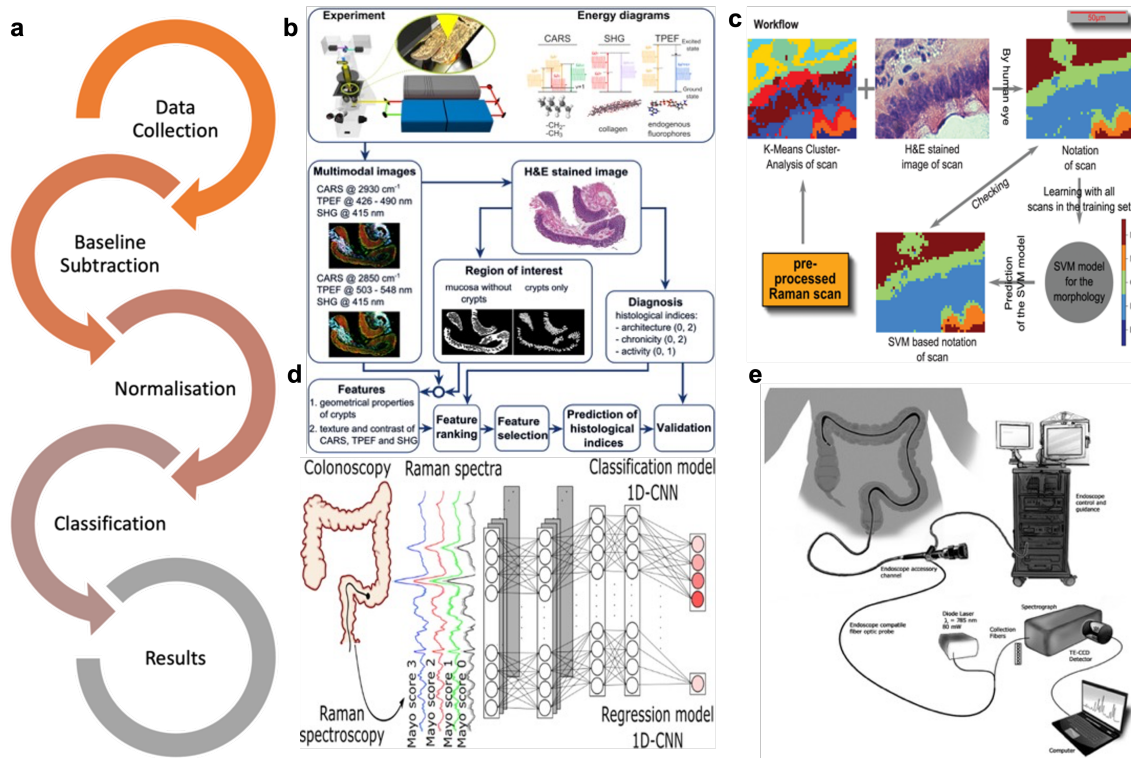 a
Data
Collection
Baseline
Subtraction
Normalisation
Classification
Results
b
Experiment
Energy diagrams
CARS
SHG
TPEF
Excited
state
v=1
Ground
state
-CH2-
-CH3
collagen
endogenous
fluorophores
Multimodal images
CARS @ 2930 cm-1
TPEF @ 426 - 490 nm
SHG @ 415 nm
CARS @ 2850 cm-1
TPEF @ 503 - 548 nm
SHG @ 415 nm
H&E stained image
Region of interest
mucosa without
crypts
crypts only
Diagnosis
histological indices:
- architecture (0, 2)
- chronicity (0, 2)
- activity (0, 1)
Features
1. geometrical properties
of crypts
2. texture and contrast of
CARS, TPEF and SHG
Feature
ranking
Feature
selection
Prediction of
histological
indices
Validation
c
50µm
Workflow
By human
eye
K-Means Cluster-
Analysis of scan
H&E stained
image of scan
Notation
of scan
Checking
Learning with all
scans in the training set
pre-
processed
Raman scan
Prediction
of the SVM
model
SVM model
for the
morphology
SVM based notation
of scan
d
Colonoscopy
Raman spectra
Classification model
1D-CNN
Mayo score 3
Mayo score 2
Mayo score 1
Mayo score 0
Raman
spectroscopy
Regression model
1D-CNN
e
Endoscope
control and
guidance
Endoscope accessory
channel
Endoscope compatible
fiber optic probe
Diode Laser
λ = 785 nm
80 mW
Collection
Fibers
Spectrograph
TE-CCD
Detector
Computer